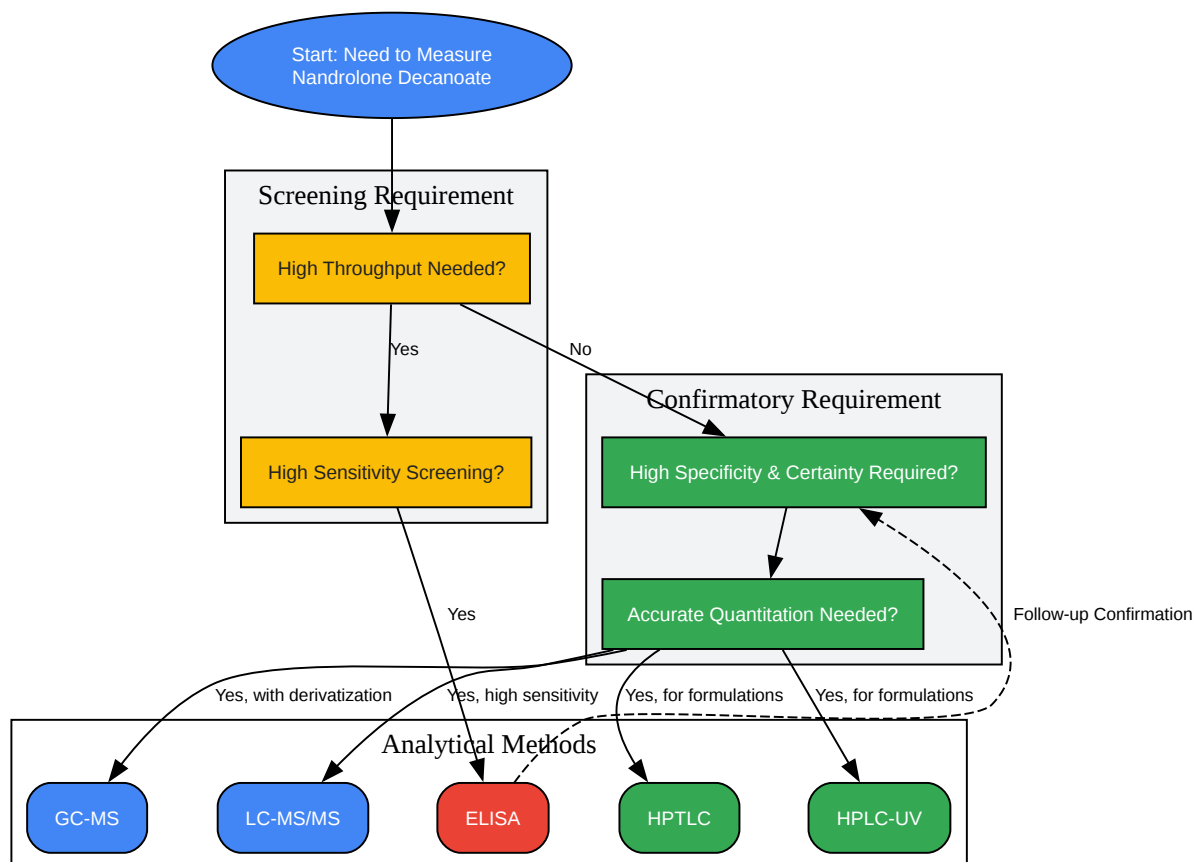 Start: Need to Measure
Nandrolone Decanoate
Screening Requirement
High Throughput Needed?
Yes
No
Confirmatory Requirement
High Sensitivity Screening?
High Specificity & Certainty Required?
Yes
Accurate Quantitation Needed?
Follow-up Confirmation
Yes, with derivatization
Yes, high sensitivity
Yes, for formulations
Yes, for formulations
Analytical Methods
GC-MS
LC-MS/MS
ELISA
HPTLC
HPLC-UV